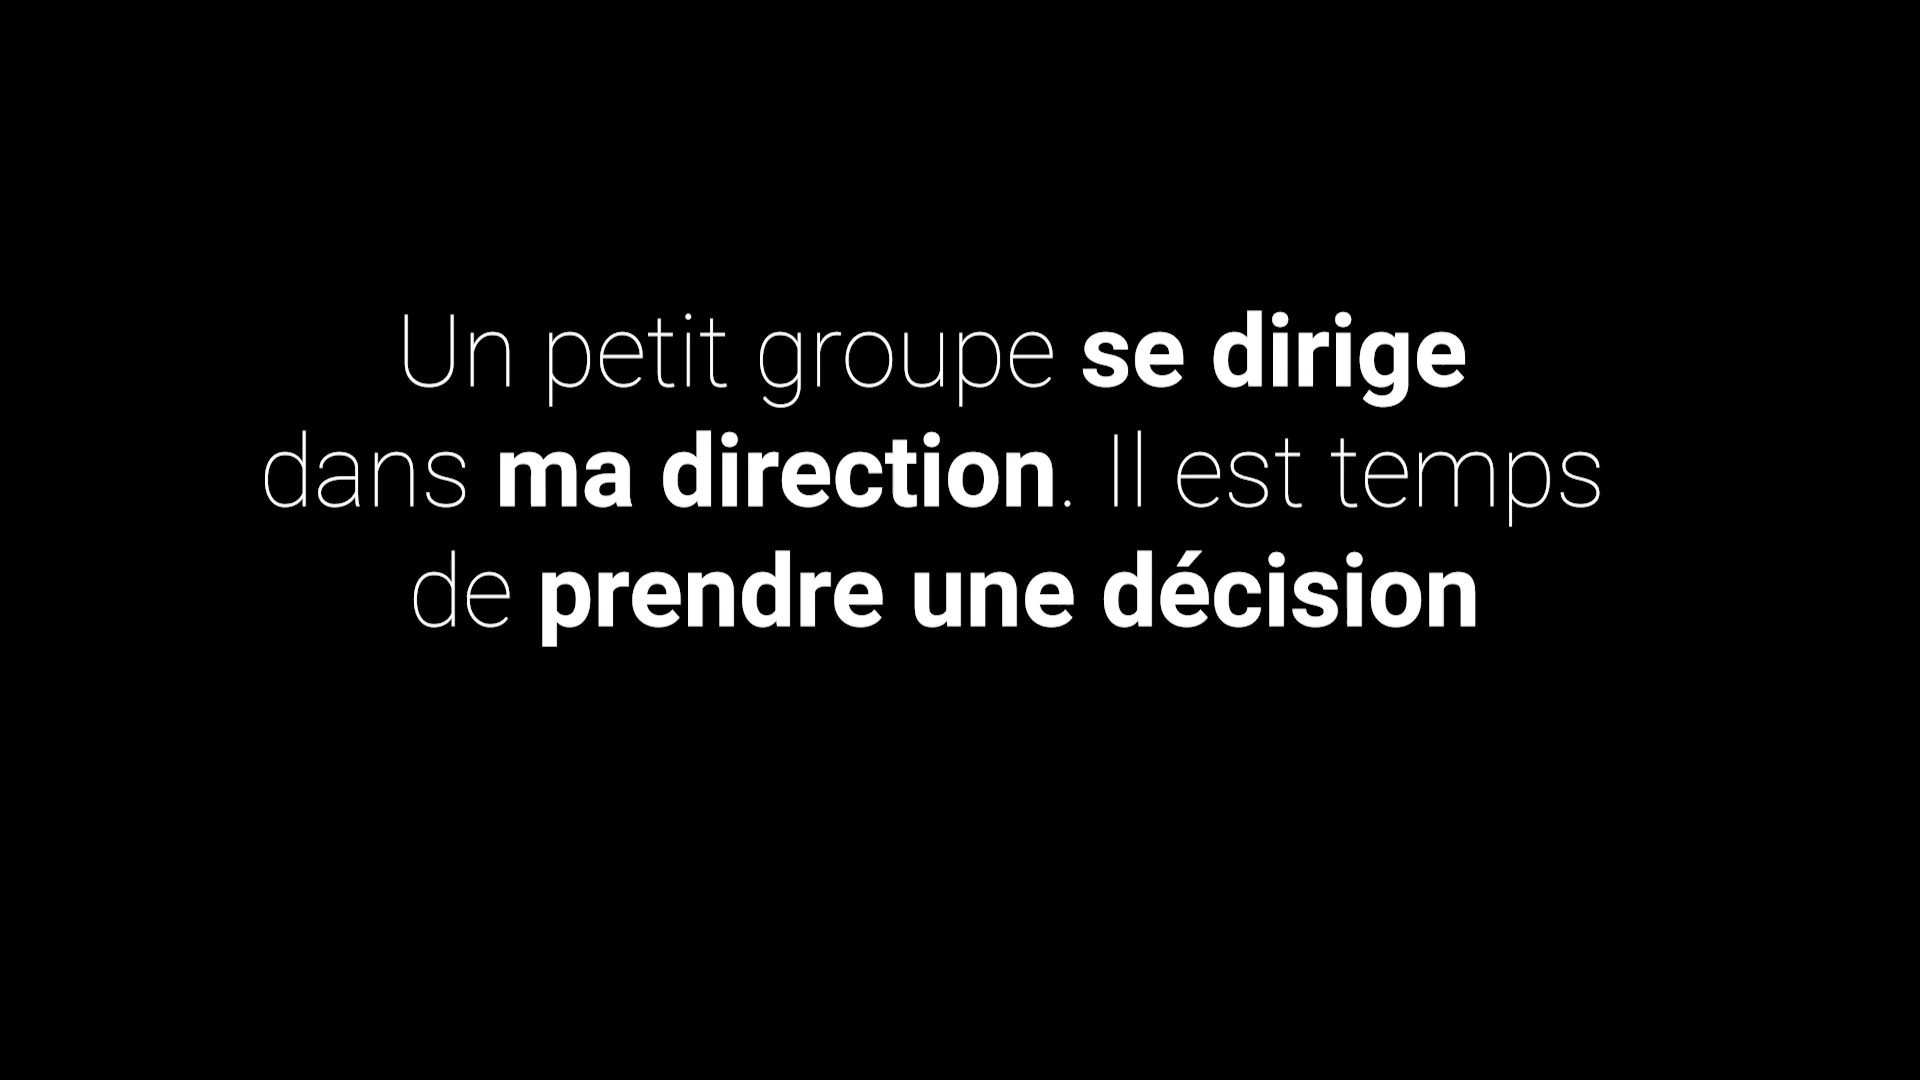 Un petit groupe se dirige
dans ma direction. Il est temps
de prendre une décision